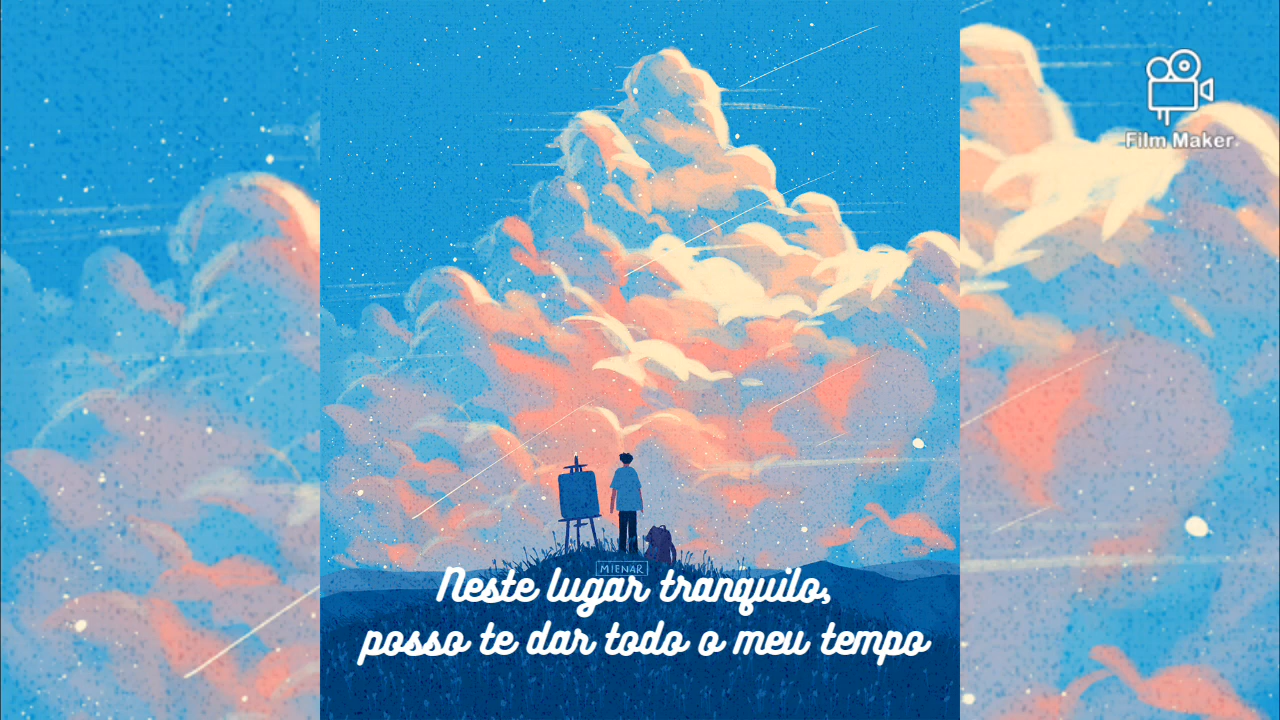 Film Maker
MIENAR
Neste lugar tranquilo,
posso te dar todo o meu tempo